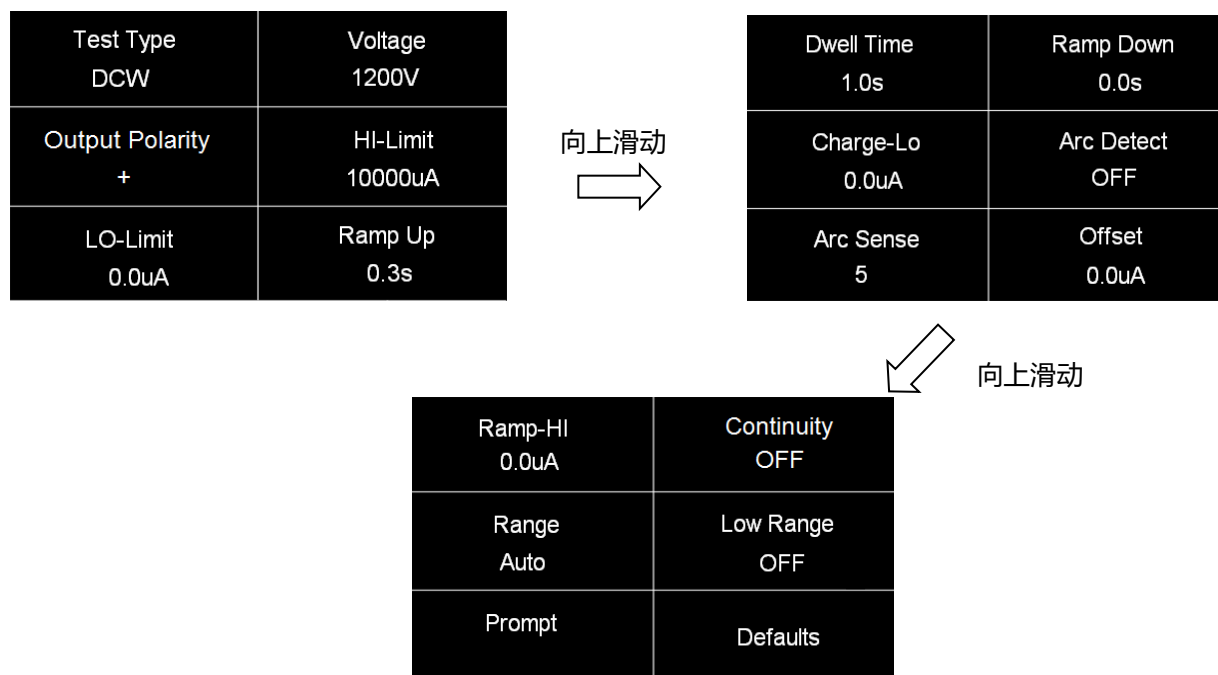 Test Type
DCW
Voltage
1200V
Output Polarity
+
HI-Limit
10000uA
LO-Limit
0.0uA
Ramp Up
0.3s
向上滑动
Dwell Time
1.0s
Ramp Down
0.0s
Charge-Lo
0.0uA
Arc Detect
OFF
Arc Sense
5
Offset
0.0uA
向上滑动
Ramp-HI
0.0uA
Continuity
OFF
Range
Auto
Low Range
OFF
Prompt
Defaults